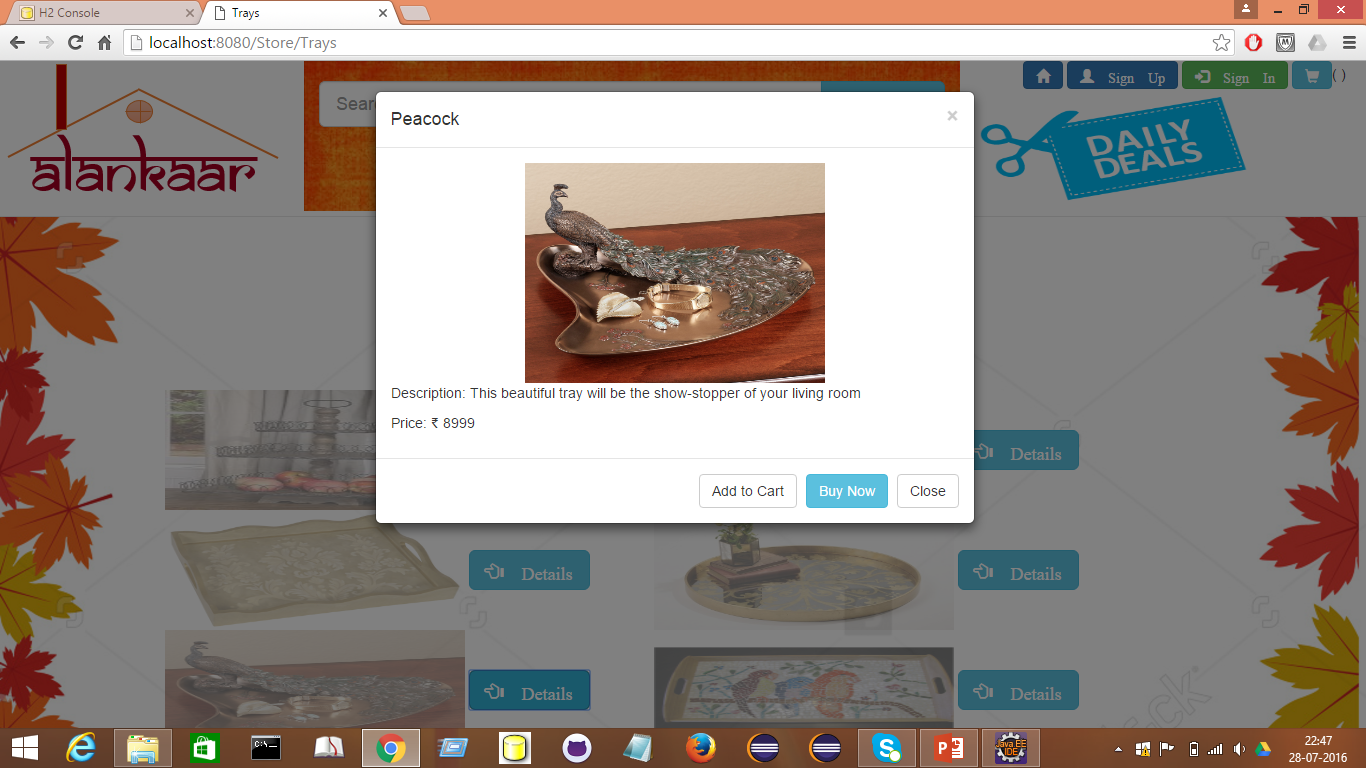 H2 Console
Trays
localhost:8080/Store/Trays
Sign Up
Sign In
( )
alankaar
Sear
DAILY
DEALS
Peacock
×
Description: This beautiful tray will be the show-stopper of your living room
Price: ₹ 8999
Add to Cart
Buy Now
Close
Details
Details
Details
Details
Details
C:\_
Java EE
IDE
22:47
28-07-2016